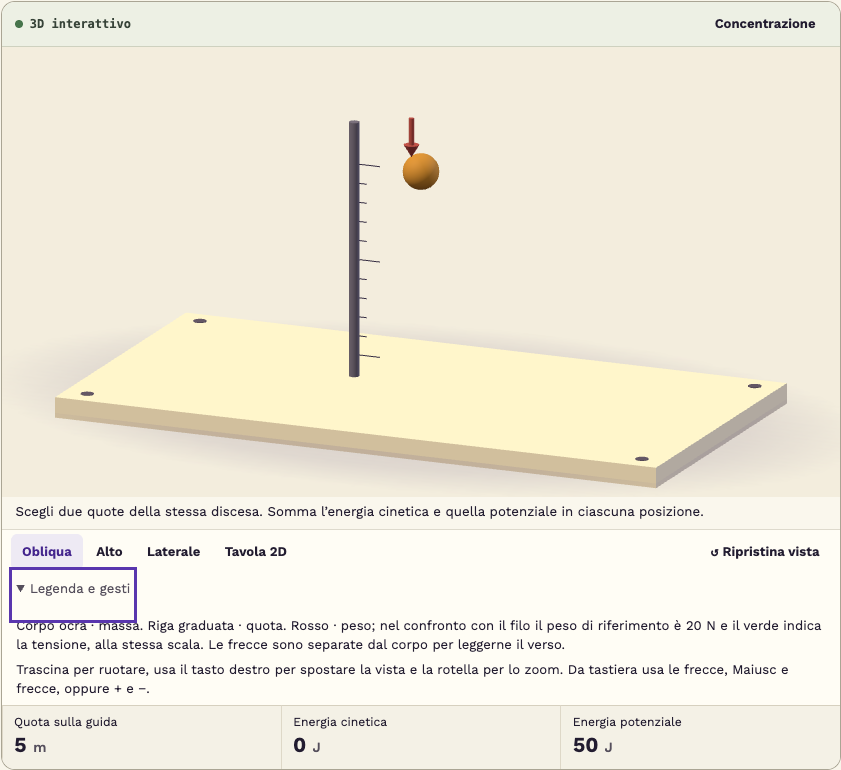 3D interattivo
Concentrazione
Scegli due quote della stessa discesa. Somma l’energia cinetica e quella potenziale in ciascuna posizione.
Obliqua Alto Laterale Tavola 2D
↺ Ripristina vista
▼ Legenda e gesti
Corpo ocra · massa. Riga graduata · quota. Rosso · peso; nel confronto con il filo il peso di riferimento è 20 N e il verde indica
la tensione, alla stessa scala. Le frecce sono separate dal corpo per leggerne il verso.
Trascina per ruotare, usa il tasto destro per spostare la vista e la rotella per lo zoom. Da tastiera usa le frecce, Maiusc e
frecce, oppure + e −.
Quota sulla guida
5 m
Energia cinetica
0 J
Energia potenziale
50 J